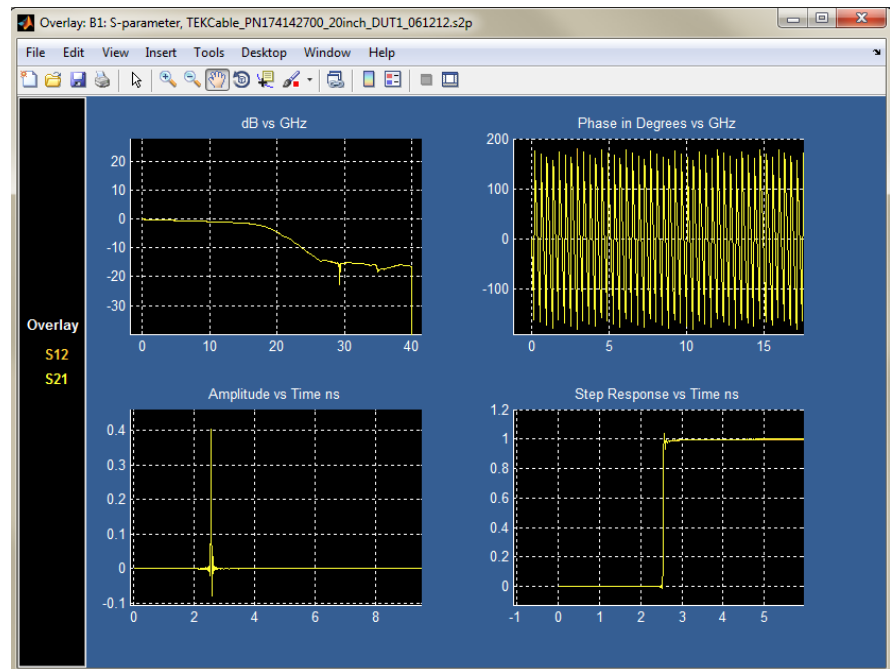 Overlay: B1: S-parameter, TEKCable_PN174142700_20inch_DUT1_061212.s2p
File Edit View Insert Tools Desktop Window Help
Overlay
S12
S21
dB vs GHz
20
10
0
-10
-20
-30
0 10 20 30 40
Phase in Degrees vs GHz
200
100
0
-100
0 5 10 15
Amplitude vs Time ns
0.4
0.3
0.2
0.1
0
-0.1
0 2 4 6 8
Step Response vs Time ns
1.2
1
0.8
0.6
0.4
0.2
0
-1 0 1 2 3 4 5